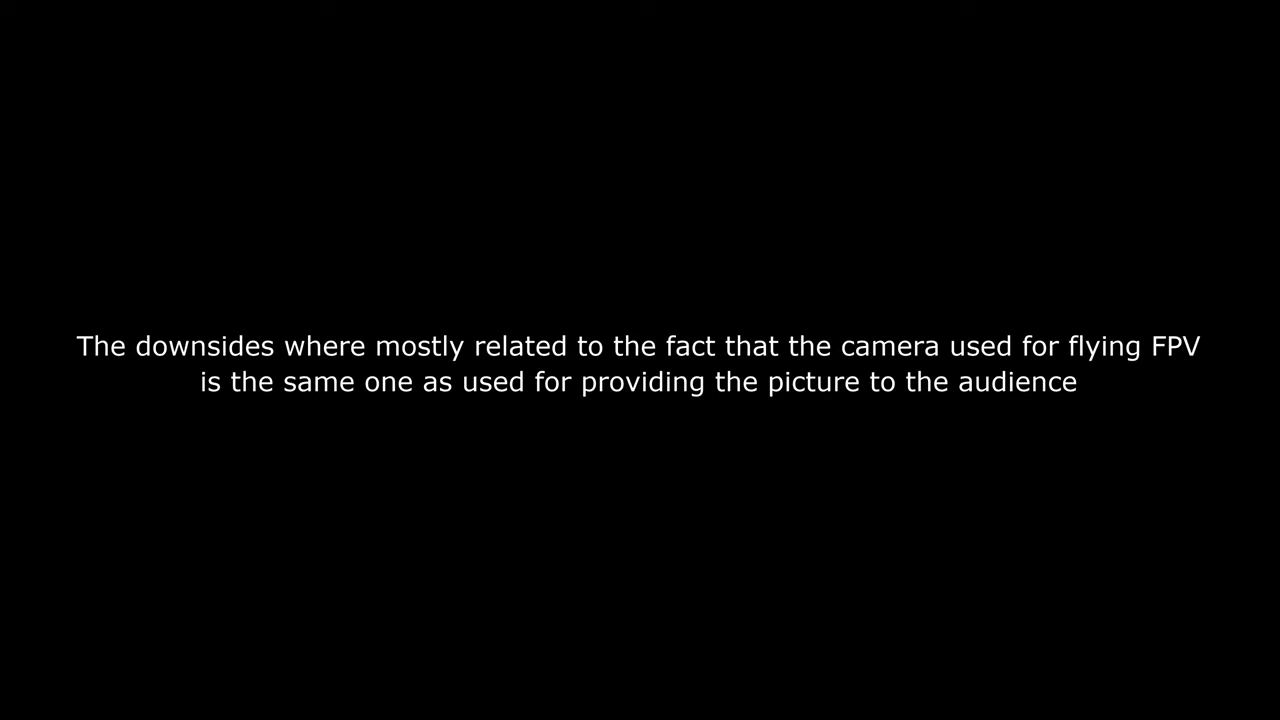 The downsides where mostly related to the fact that the camera used for flying FPV
is the same one as used for providing the picture to the audience